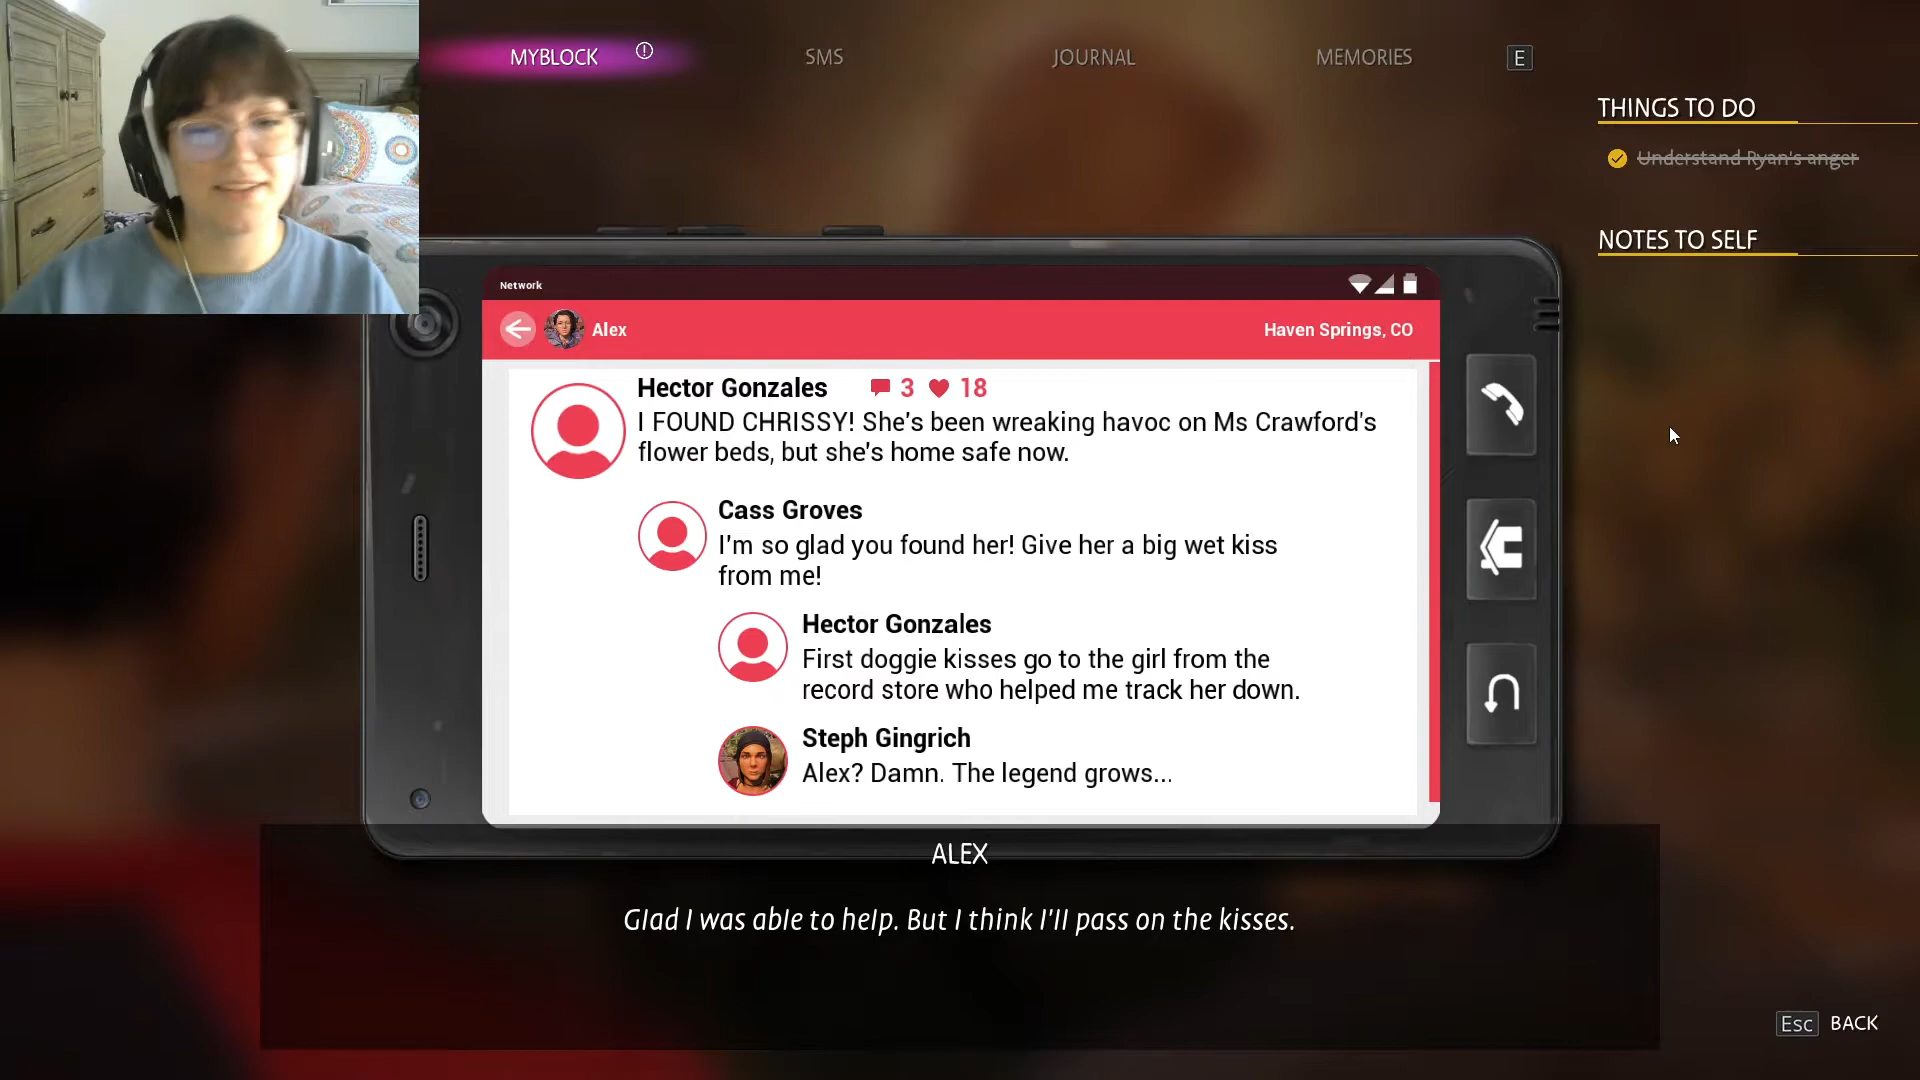 MYBLOCK
SMS
JOURNAL
MEMORIES
E
THINGS TO DO
Understand Ryan's anger
NOTES TO SELF
Network
Alex
Haven Springs, CO
Hector Gonzales 3 18
I FOUND CHRISSY! She's been wreaking havoc on Ms Crawford's
flower beds, but she's home safe now.
Cass Groves
I'm so glad you found her! Give her a big wet kiss
from me!
Hector Gonzales
First doggie kisses go to the girl from the
record store who helped me track her down.
Steph Gingrich
Alex? Damn. The legend grows...
ALEX
Glad I was able to help. But I think I'll pass on the kisses.
Esc BACK